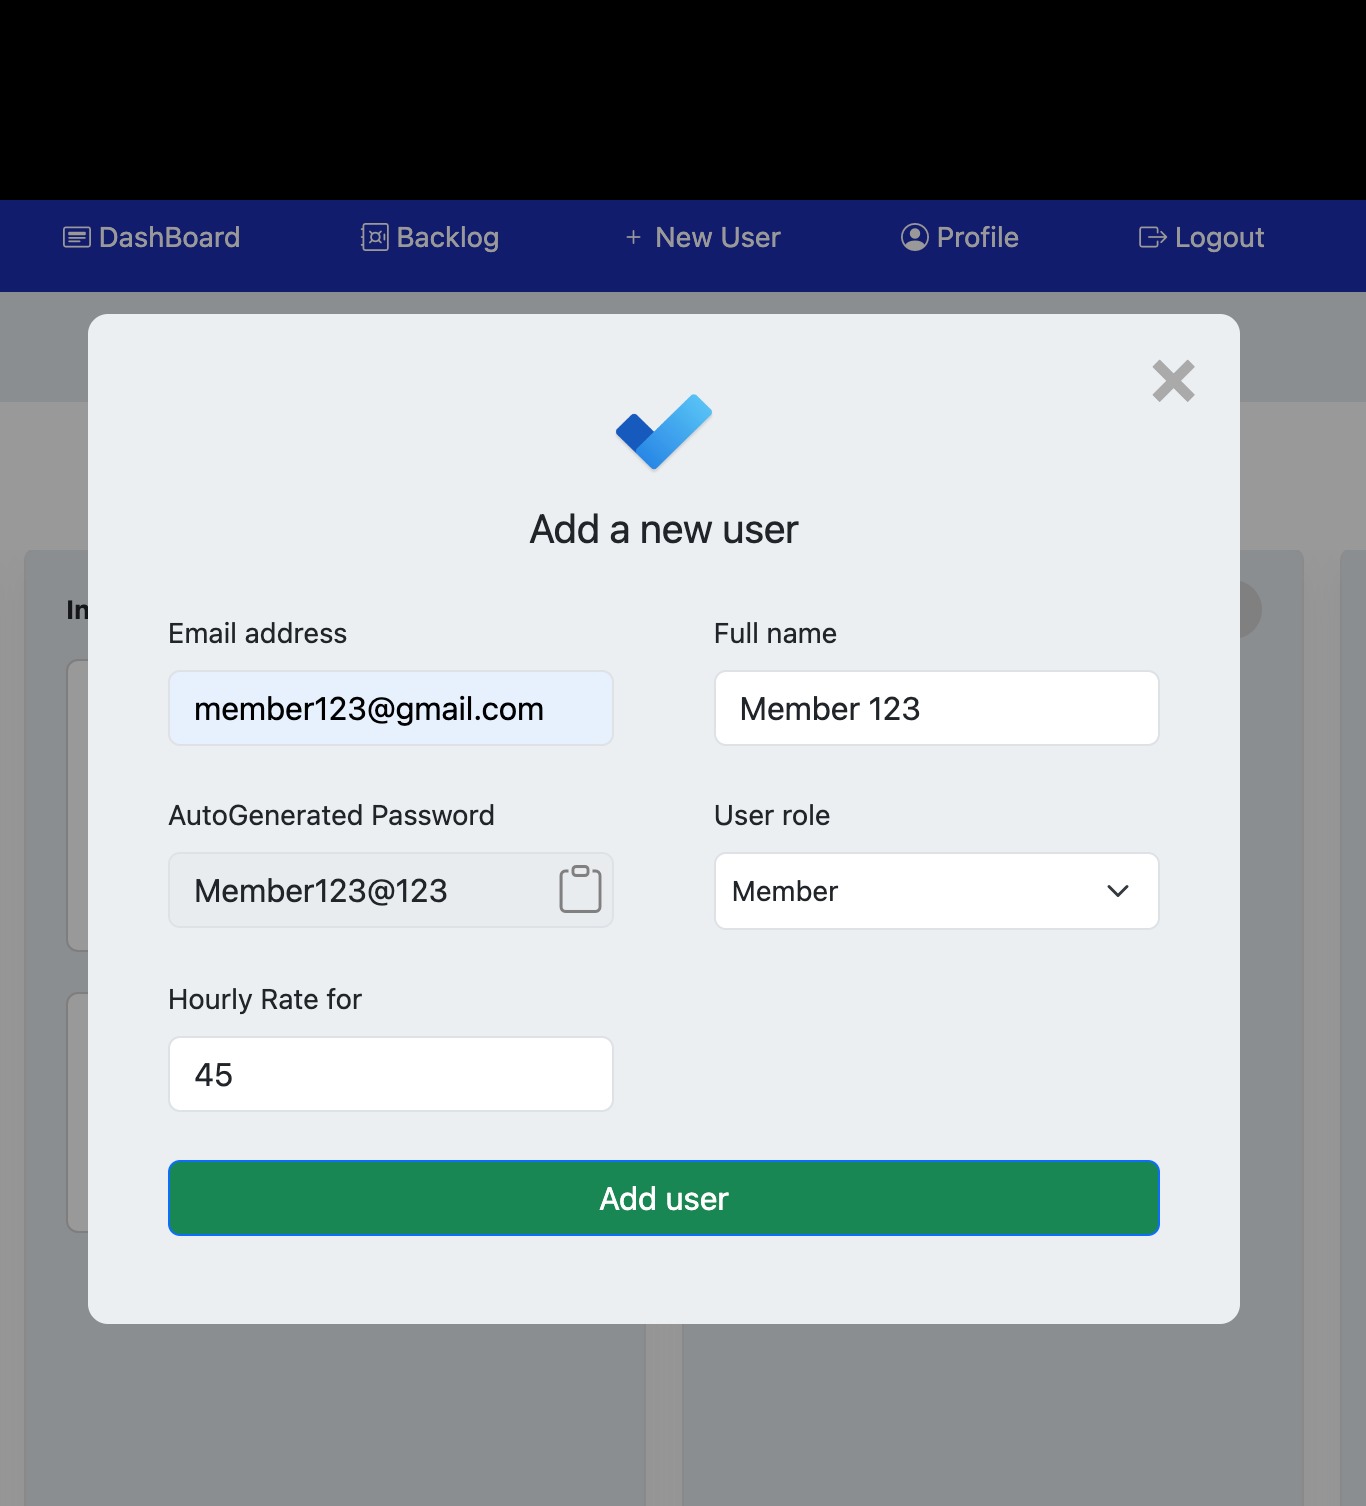 DashBoard Backlog + New User Profile Logout
Add a new user
In
Email address Full name
member123@gmail.com Member 123
AutoGenerated Password User role
Member123@123 Member
Hourly Rate for
45
Add user